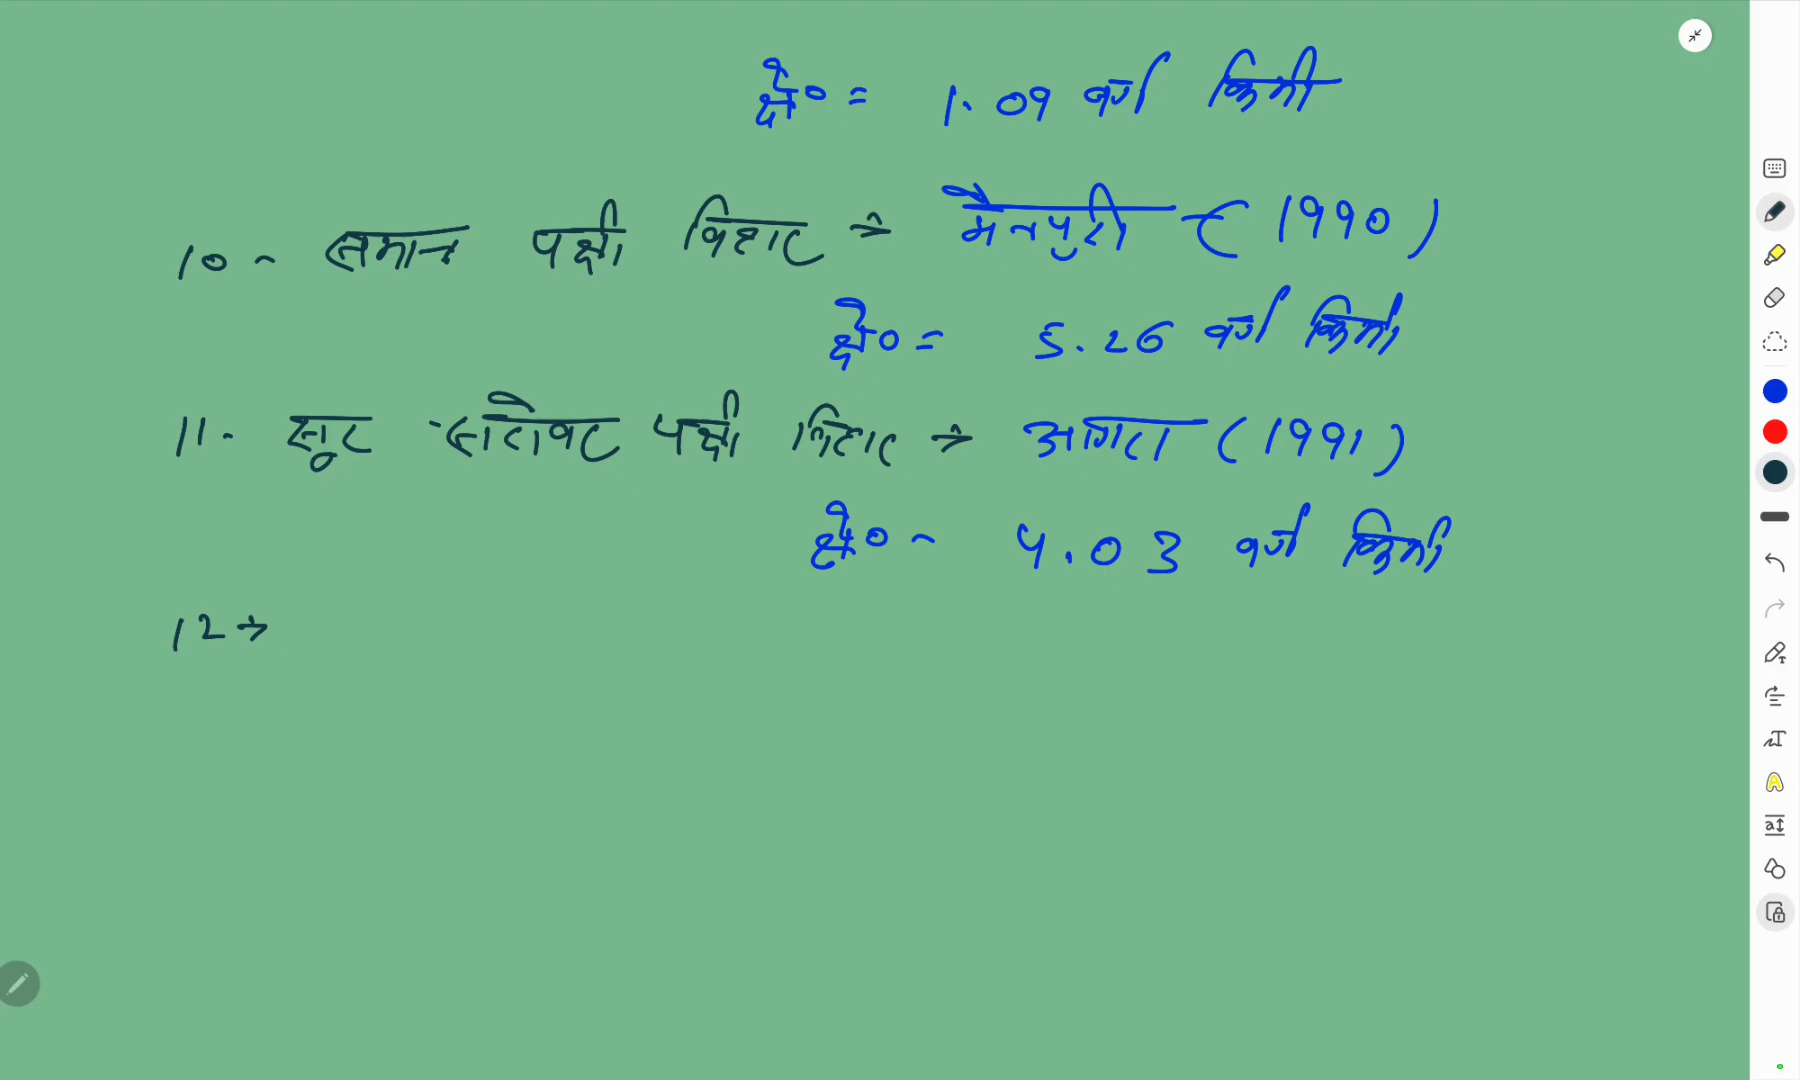 क्षे० = 1.09 वर्ग किमी
10 - समान पक्षी विहार → मैनपुरी - (1990)
क्षे० = 5.26 वर्ग किमी
11. सूर सरोवर पक्षी विहार → आगरा (1991)
क्षे० - 4.03 वर्ग किमी
12 →